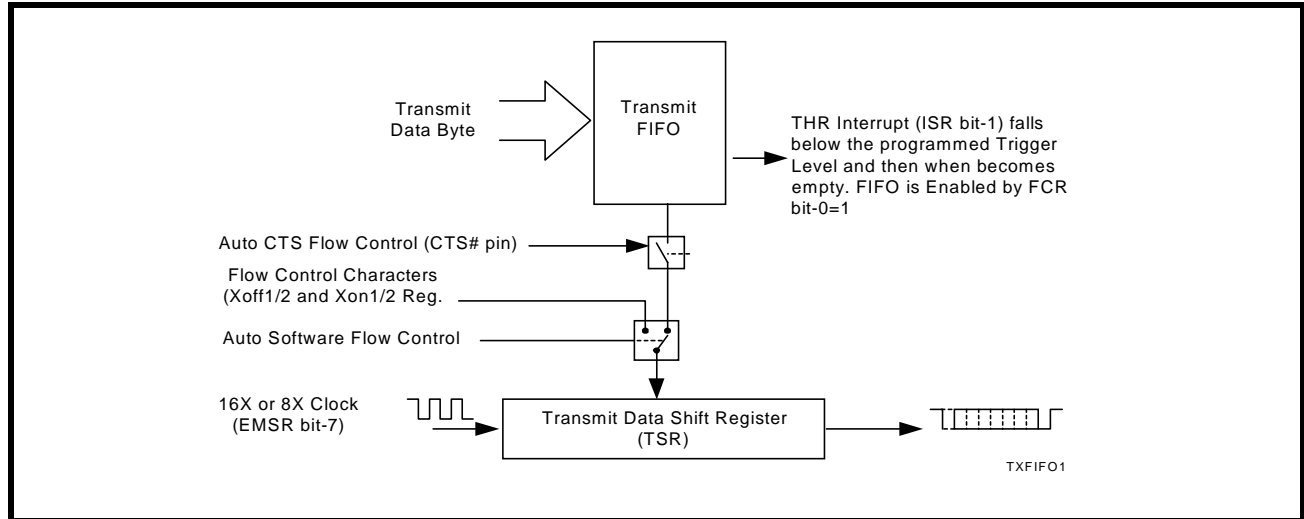 Transmit
Data Byte
Transmit
FIFO
THR Interrupt (ISR bit-1) falls
below the programmed Trigger
Level and then when becomes
empty. FIFO is Enabled by FCR
bit-0=1
Auto CTS Flow Control (CTS# pin)
Flow Control Characters
(Xoff1/2 and Xon1/2 Reg.
Auto Software Flow Control
16X or 8X Clock
(EMSR bit-7)
Transmit Data Shift Register
(TSR)
TXFIFO1